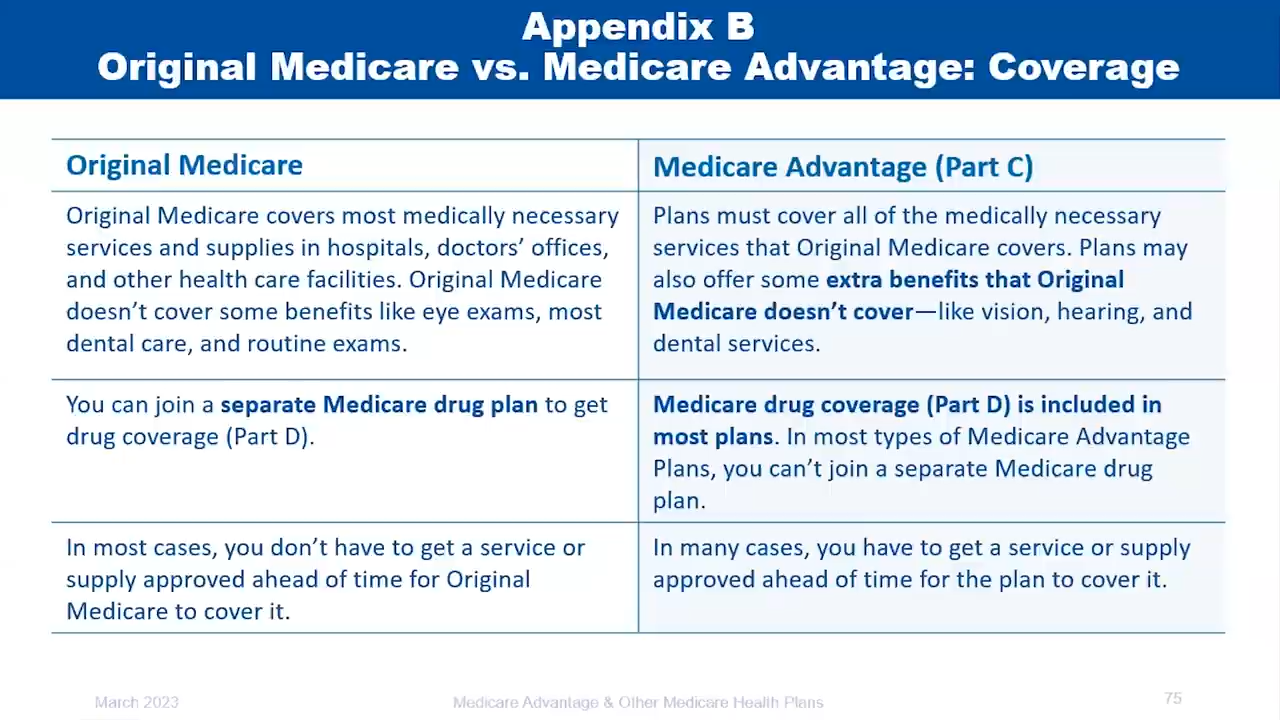 Appendix B
Original Medicare vs. Medicare Advantage: Coverage
Original Medicare
Medicare Advantage (Part C)
Original Medicare covers most medically necessary
services and supplies in hospitals, doctors’ offices,
and other health care facilities. Original Medicare
doesn’t cover some benefits like eye exams, most
dental care, and routine exams.
Plans must cover all of the medically necessary
services that Original Medicare covers. Plans may
also offer some extra benefits that Original
Medicare doesn’t cover—like vision, hearing, and
dental services.
You can join a separate Medicare drug plan to get
drug coverage (Part D).
Medicare drug coverage (Part D) is included in
most plans. In most types of Medicare Advantage
Plans, you can’t join a separate Medicare drug
plan.
In most cases, you don’t have to get a service or
supply approved ahead of time for Original
Medicare to cover it.
In many cases, you have to get a service or supply
approved ahead of time for the plan to cover it.
March 2023
Medicare Advantage & Other Medicare Health Plans
75